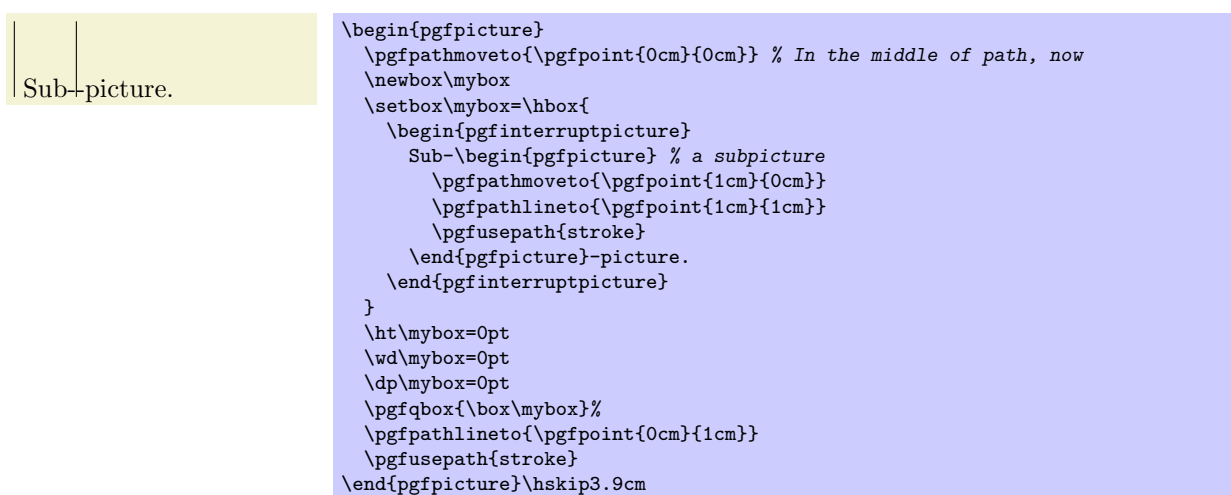 Sub--picture.
\begin{pgfpicture}
  \pgfpathmoveto{\pgfpoint{0cm}{0cm}} % In the middle of path, now
  \newbox\mybox
  \setbox\mybox=\hbox{
    \begin{pgfinterruptpicture}
      Sub-\begin{pgfpicture} % a subpicture
        \pgfpathmoveto{\pgfpoint{1cm}{0cm}}
        \pgfpathlineto{\pgfpoint{1cm}{1cm}}
        \pgfusepath{stroke}
      \end{pgfpicture}-picture.
    \end{pgfinterruptpicture}
  }
  \ht\mybox=0pt
  \wd\mybox=0pt
  \dp\mybox=0pt
  \pgfqbox{\box\mybox}%
  \pgfpathlineto{\pgfpoint{0cm}{1cm}}
  \pgfusepath{stroke}
\end{pgfpicture}\hskip3.9cm